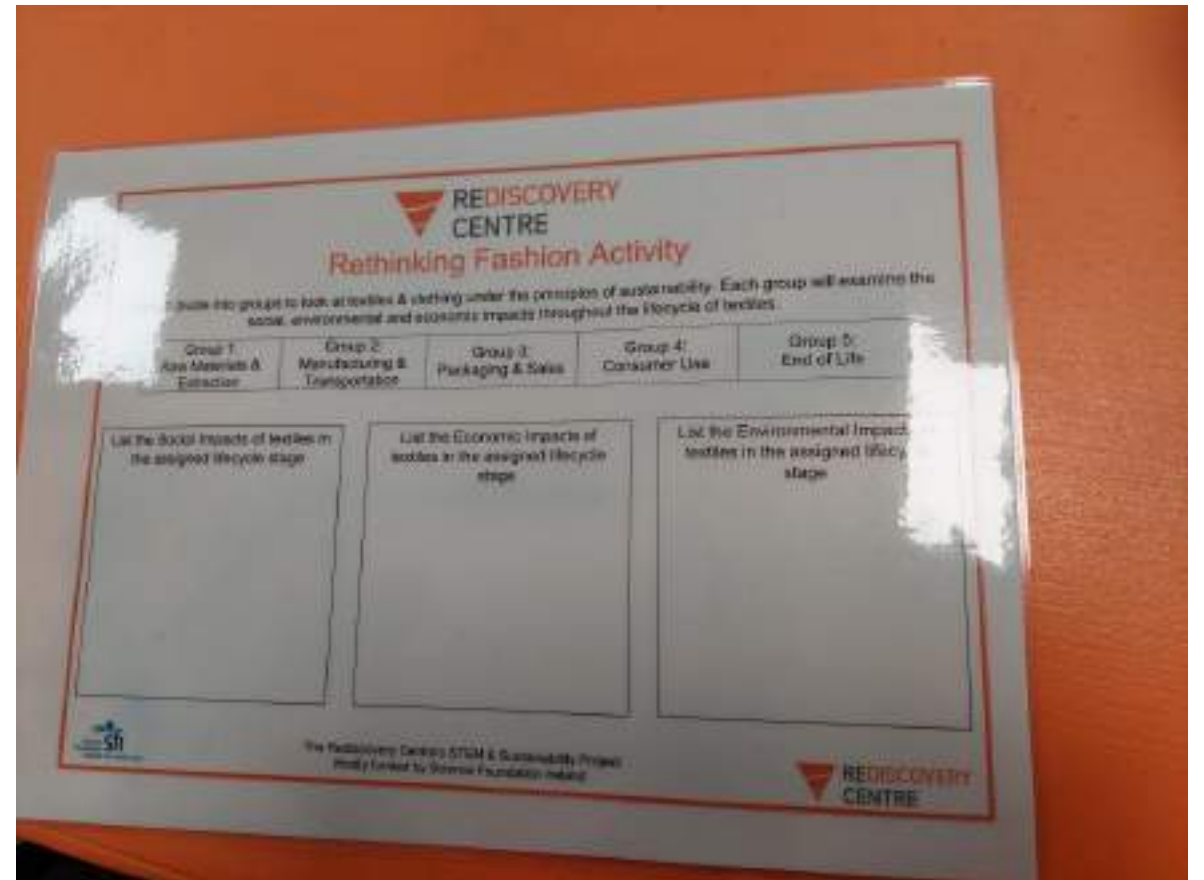 REDISCOVERY
CENTRE
Rethinking Fashion Activity
into groups to look at textiles & clothing under the principles of sustainability. Each group will examine the
social, environmental and economic impacts throughout the lifecycle of textiles.
Group 1:
Raw Materials &
Extraction
Group 2:
Manufacturing &
Transportation
Group 3:
Packaging & Sales
Group 4:
Consumer Use
Group 5:
End of Life
List the Social Impacts of textiles in
the assigned lifecycle stage
List the Economic Impacts of
textiles in the assigned lifecycle
stage
List the Environmental Impact
textiles in the assigned lifecy
stage
sfi
The Rediscovery Centre's STEM & Sustainability Project
kindly funded by Science Foundation Ireland
REDISCOVERY
CENTRE